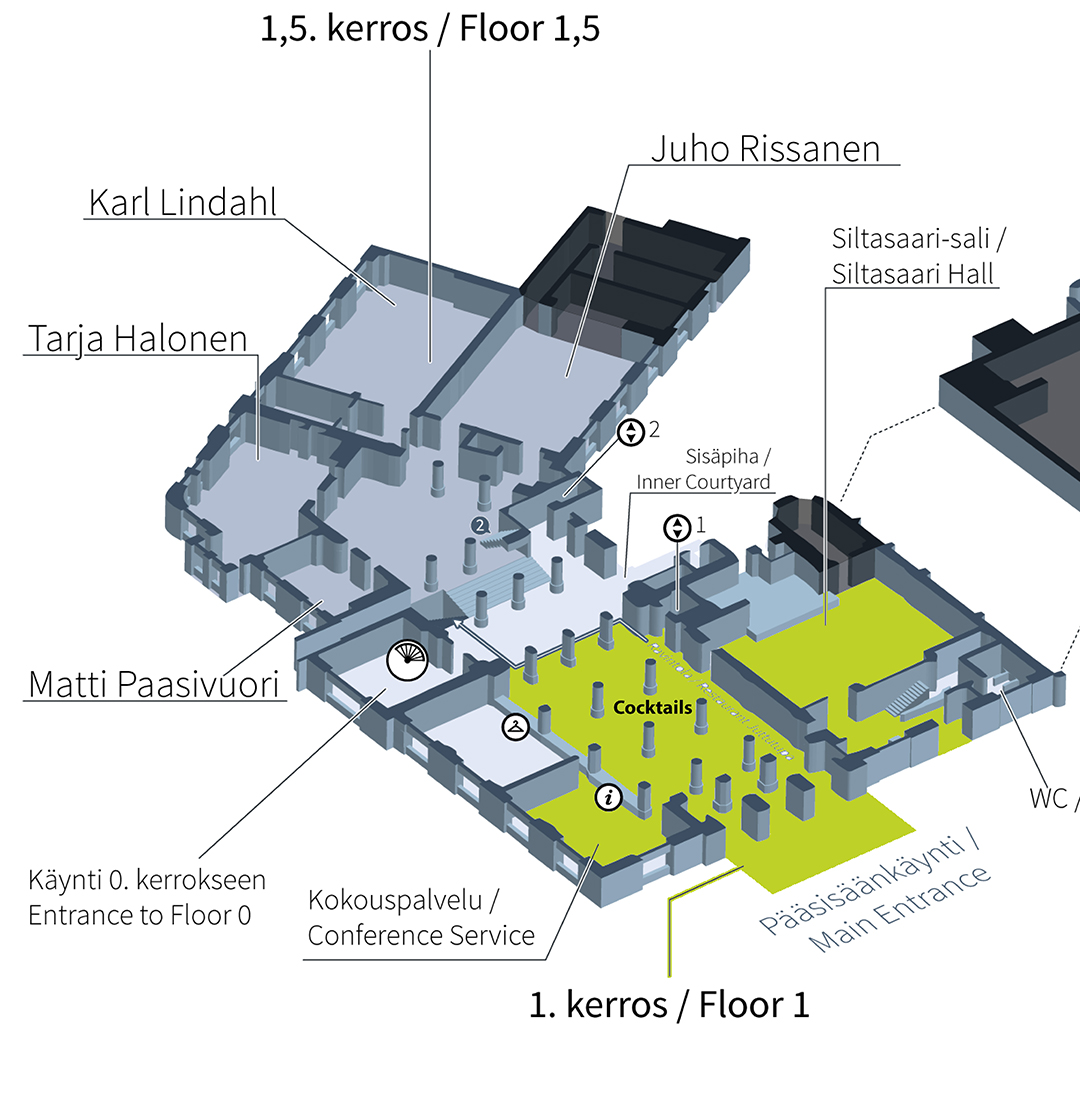 1,5. kerros / Floor 1,5
Juho Rissanen
Karl Lindahl
Siltasaari-sali /
Siltasaari Hall
Tarja Halonen
2
Sisäpiha /
Inner Courtyard
1
2
Matti Paasivuori
Cocktails
i
WC /
Käynti 0. kerrokseen
Entrance to Floor 0
Kokouspalvelu /
Conference Service
Pääsisäänkäynti /
Main Entrance
1. kerros / Floor 1